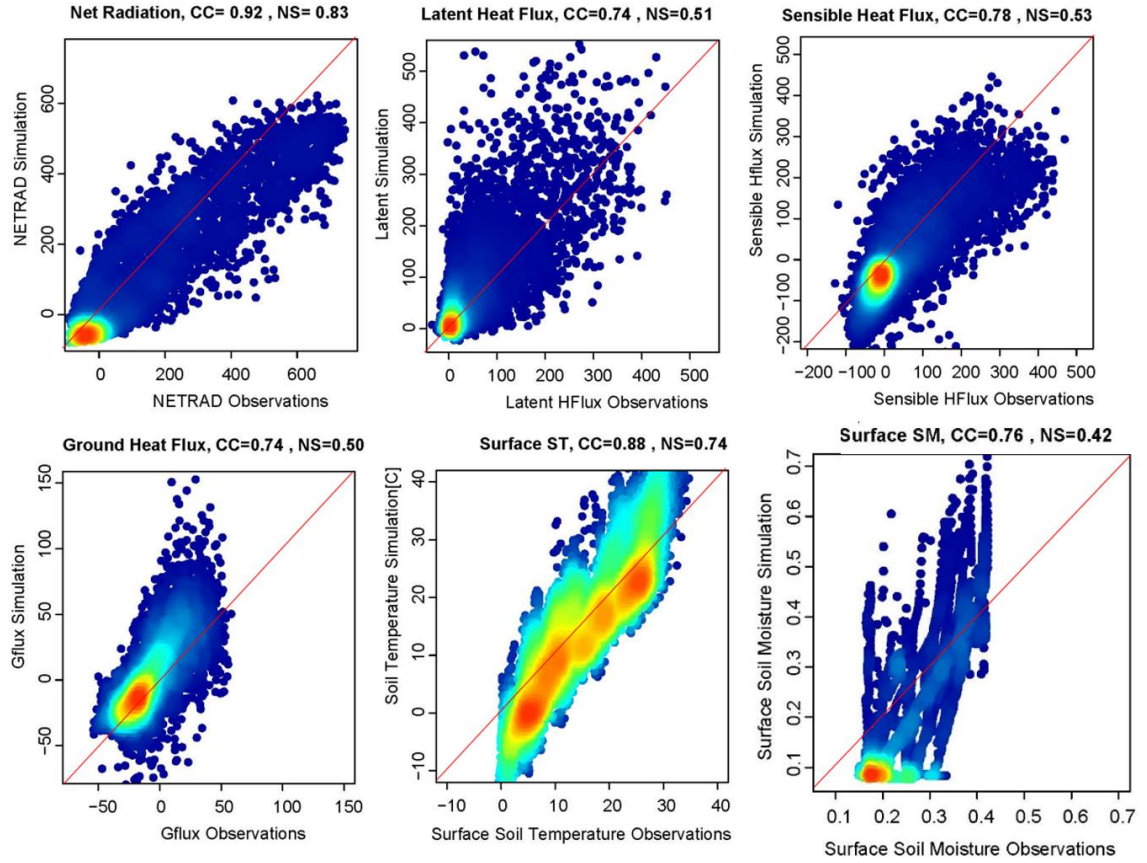 Net Radiation, CC= 0.92 , NS= 0.83
NETRAD Simulation
600
400
200
0
0 200 400 600
NETRAD Observations
Latent Heat Flux, CC=0.74 , NS=0.51
Latent Simulation
500
400
300
200
100
0
0 100 200 300 400 500
Latent HFlux Observations
Sensible Heat Flux, CC=0.78 , NS=0.53
Sensible Hflux Simulation
500
400
300
200
100
−0
−100
−200
−200 −100 0 100 200 300 400 500
Sensible HFlux Observations
Ground Heat Flux, CC=0.74 , NS=0.50
Gflux Simulation
150
100
50
0
−50
−50 0 50 100 150
Gflux Observations
Surface ST, CC=0.88 , NS=0.74
Soil Temperature Simulation[C]
40
30
20
10
0
−10
−10 0 10 20 30 40
Surface Soil Temperature Observations
Surface SM, CC=0.76 , NS=0.42
Surface Soil Moisture Simulation
0.7
0.6
0.5
0.4
0.3
0.2
0.1
0.1 0.2 0.3 0.4 0.5 0.6 0.7
Surface Soil Moisture Observations